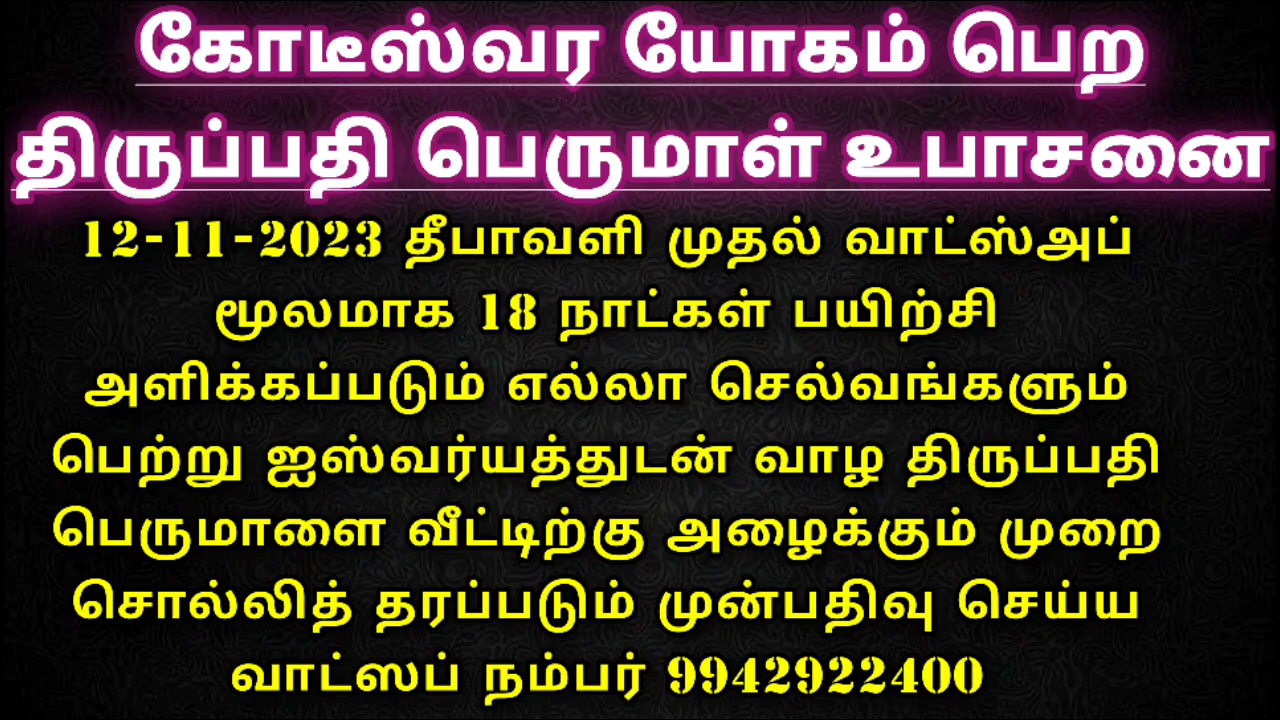 கோடீஸ்வர யோகம் பெற
திருப்பதி பெருமாள் உபாசனை
12-11-2023 தீபாவளி முதல் வாட்ஸ்அப்
மூலமாக 18 நாட்கள் பயிற்சி
அளிக்கப்படும் எல்லா செல்வங்களும்
பெற்று ஐஸ்வர்யத்துடன் வாழ திருப்பதி
பெருமாளை வீட்டிற்கு அழைக்கும் முறை
சொல்லித் தரப்படும் முன்பதிவு செய்ய
வாட்ஸப் நம்பர் 9942922400